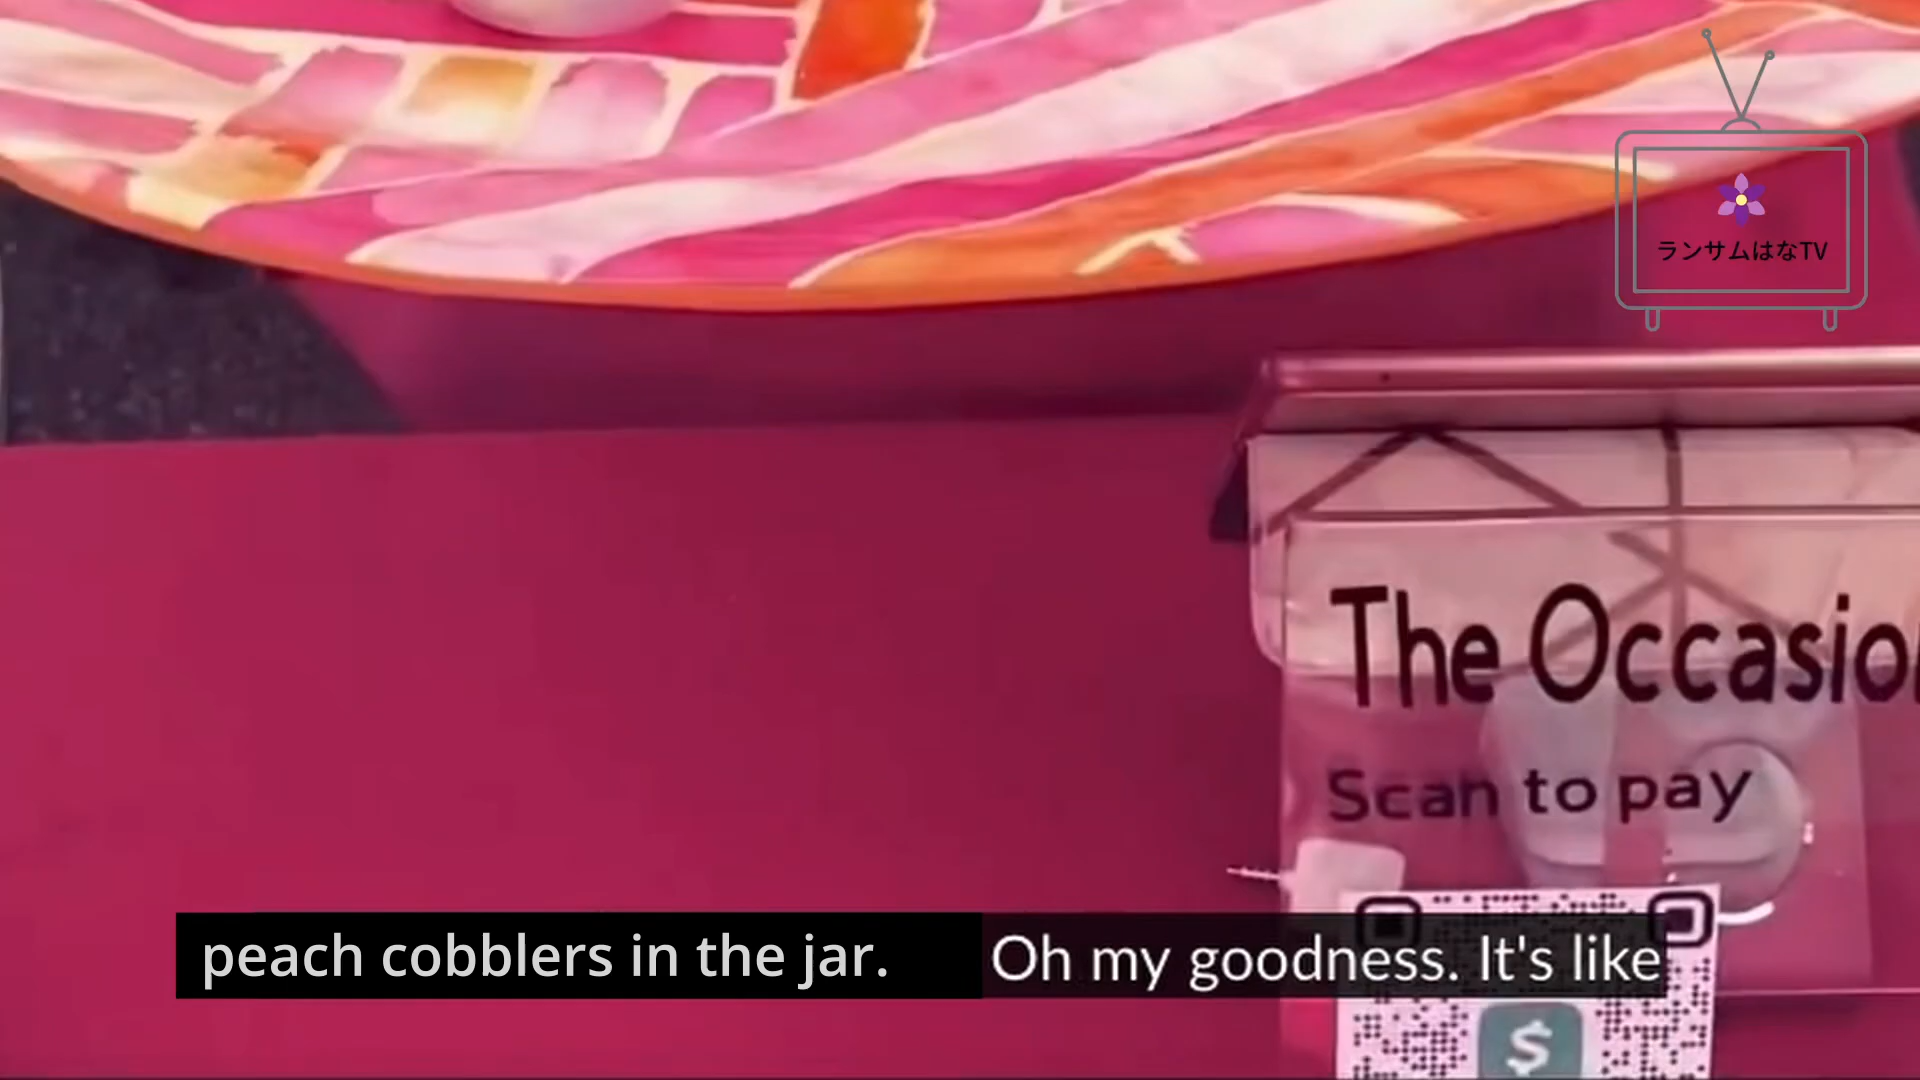 ランサムはなTV
The Occasion
Scan to pay
$
peach cobblers in the jar. Oh my goodness. It's like